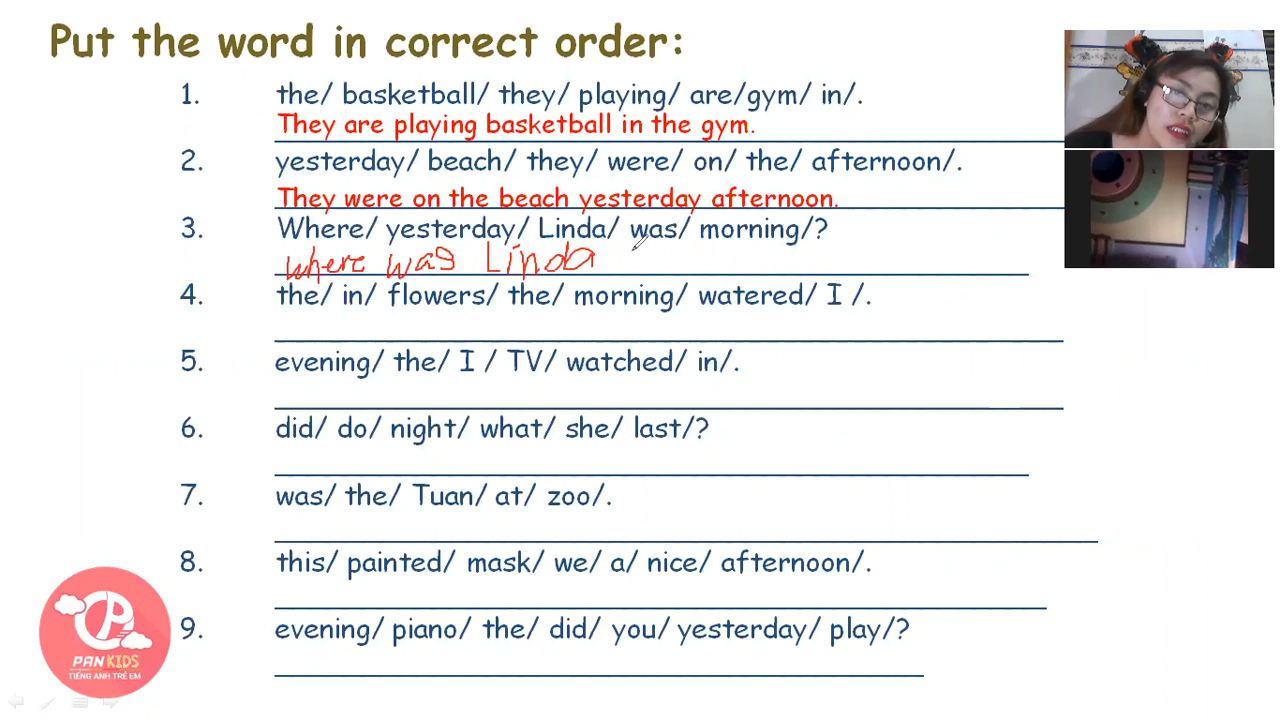 Put the word in correct order:
1. the/ basketball/ they/ playing/ are/gym/ in/.
They are playing basketball in the gym.
2. yesterday/ beach/ they/ were/ on/ the/ afternoon/.
They were on the beach yesterday afternoon.
3. Where/ yesterday/ Linda/ was/ morning/?
where was Linda
4. the/ in/ flowers/ the/ morning/ watered/ I /.
5. evening/ the/ I / TV/ watched/ in/.
6. did/ do/ night/ what/ she/ last/?
7. was/ the/ Tuan/ at/ zoo/.
8. this/ painted/ mask/ we/ a/ nice/ afternoon/.
9. evening/ piano/ the/ did/ you/ yesterday/ play/?
PAN KIDS
TIẾNG ANH TRẺ EM